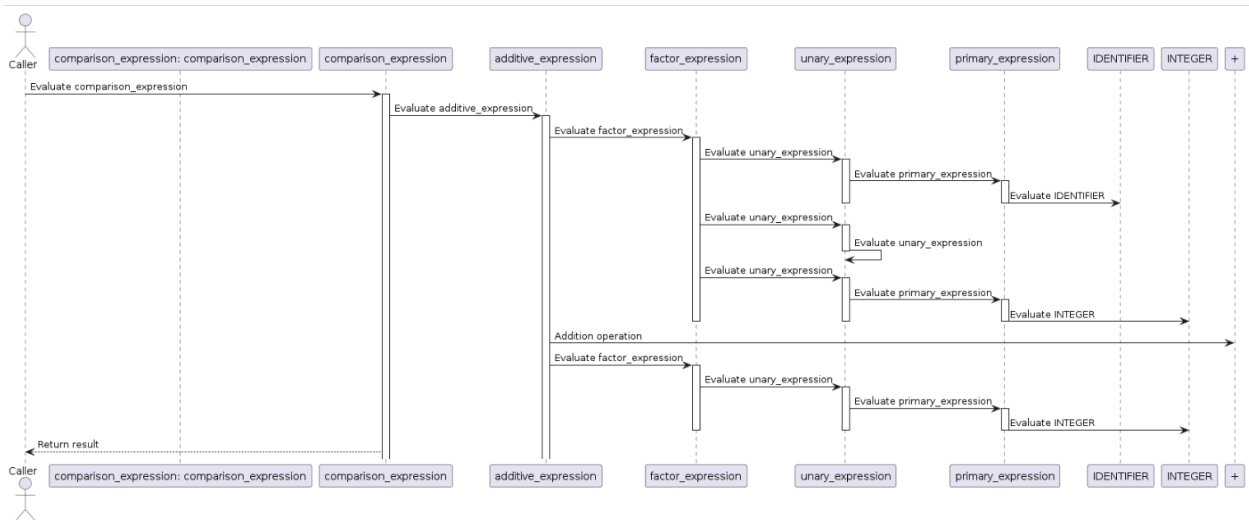 Caller
comparison_expression: comparison_expression
comparison_expression
additive_expression
factor_expression
unary_expression
primary_expression
IDENTIFIER
INTEGER
+
Evaluate comparison_expression
Evaluate additive_expression
Evaluate factor_expression
Evaluate unary_expression
Evaluate primary_expression
Evaluate IDENTIFIER
Evaluate unary_expression
Evaluate unary_expression
Evaluate unary_expression
Evaluate primary_expression
Evaluate INTEGER
Addition operation
Evaluate factor_expression
Evaluate unary_expression
Evaluate primary_expression
Evaluate INTEGER
Return result
Caller
comparison_expression: comparison_expression
comparison_expression
additive_expression
factor_expression
unary_expression
primary_expression
IDENTIFIER
INTEGER
+